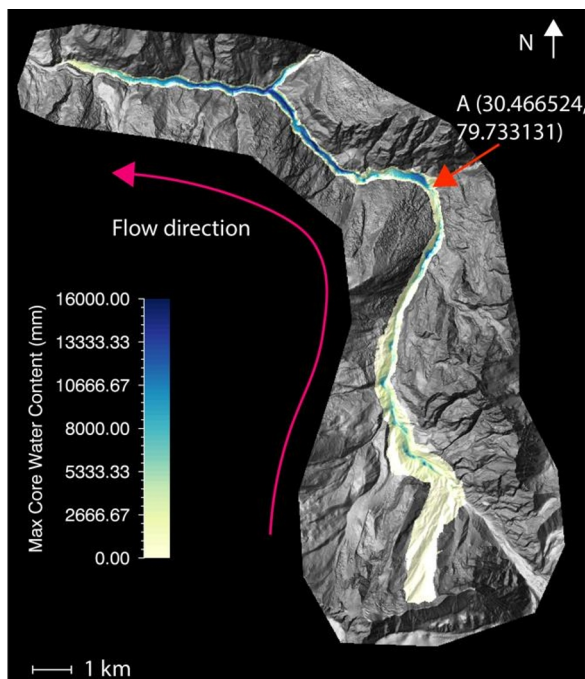 N
A (30.466524,
79.733131)
Flow direction
Max Core Water Content (mm)
16000.00
13333.33
10666.67
8000.00
5333.33
2666.67
0.00
1 km